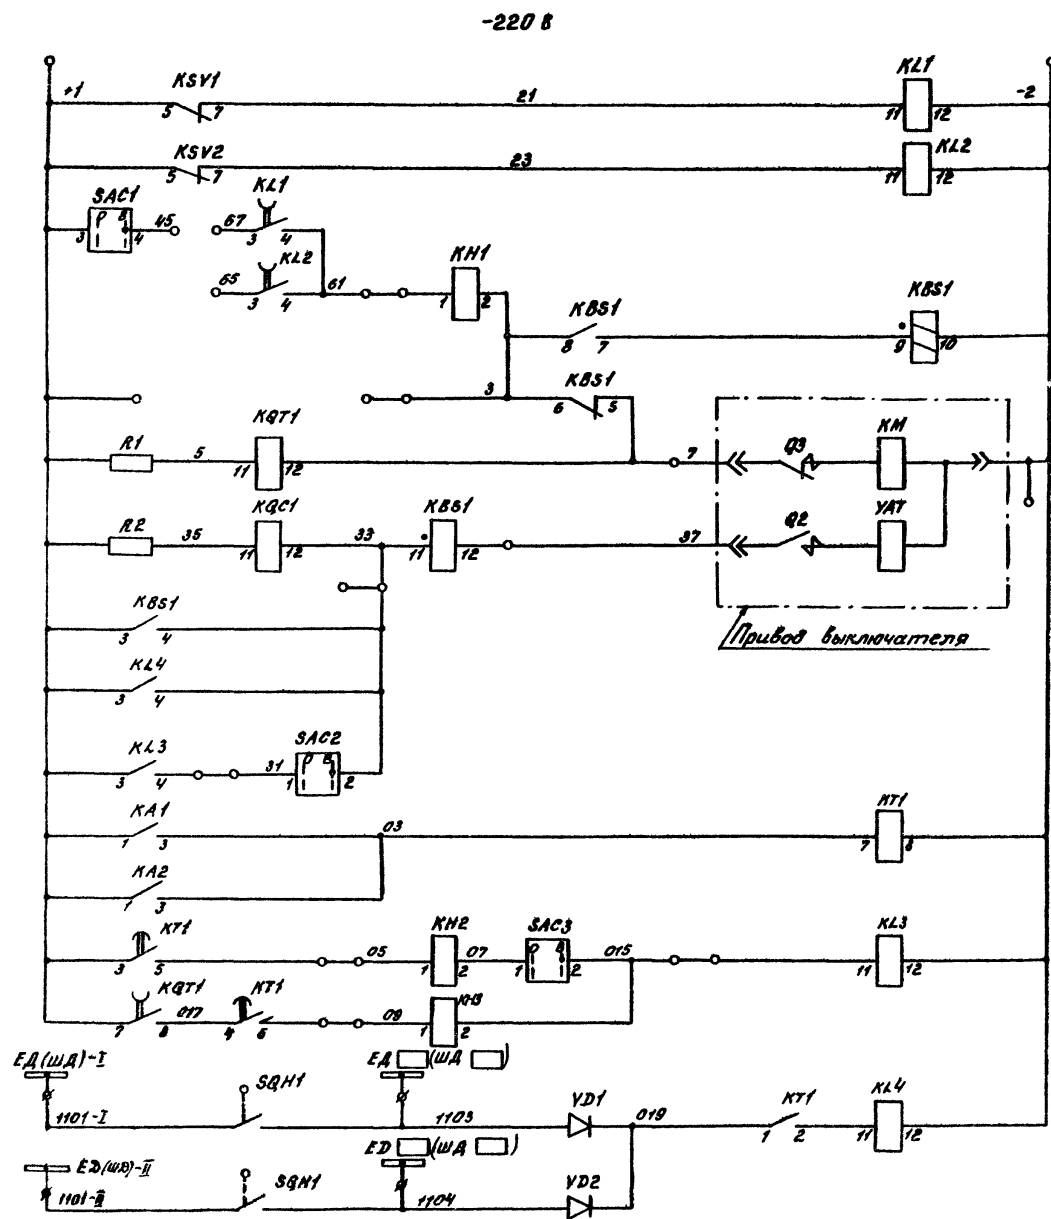 -220 В
+1 KSV1 21 KL1 -2
5 7 11 12
KSV2 23 KL2
5 7 11 12
SAC1 KL1
P B
3 4 45 67 3 4
KL2 KH1 KBS1
65 3 4 61 1 2
KBS1
8 7 9 10
KBS1
3 6 5
R1 5 KQT1 7 Q3 KM
11 12
R2 35 KQC1 33 KBS1 37 Q2 YAT
11 12 11 12
KBS1
3 4
Привод выключателя
KL4
3 4
KL3 SAC2
P B
3 4 31 1 2
KA1 03 KT1
1 3 7 8
KA2
1 3
KT1 KH2 SAC3 KL3
P B
3 5 05 1 2 07 1 2 015 11 12
KQT1 KT1 KH3
7 8 017 4 6 09 1 2
ЕД(ШД)-I ЕД (ШД )
SQH1 VD1 KT1 KL4
1101-I 1103 019 1 2 11 12
ED (ШД )
ED(ШД)-II SQH1 VD2
1101-II 1104